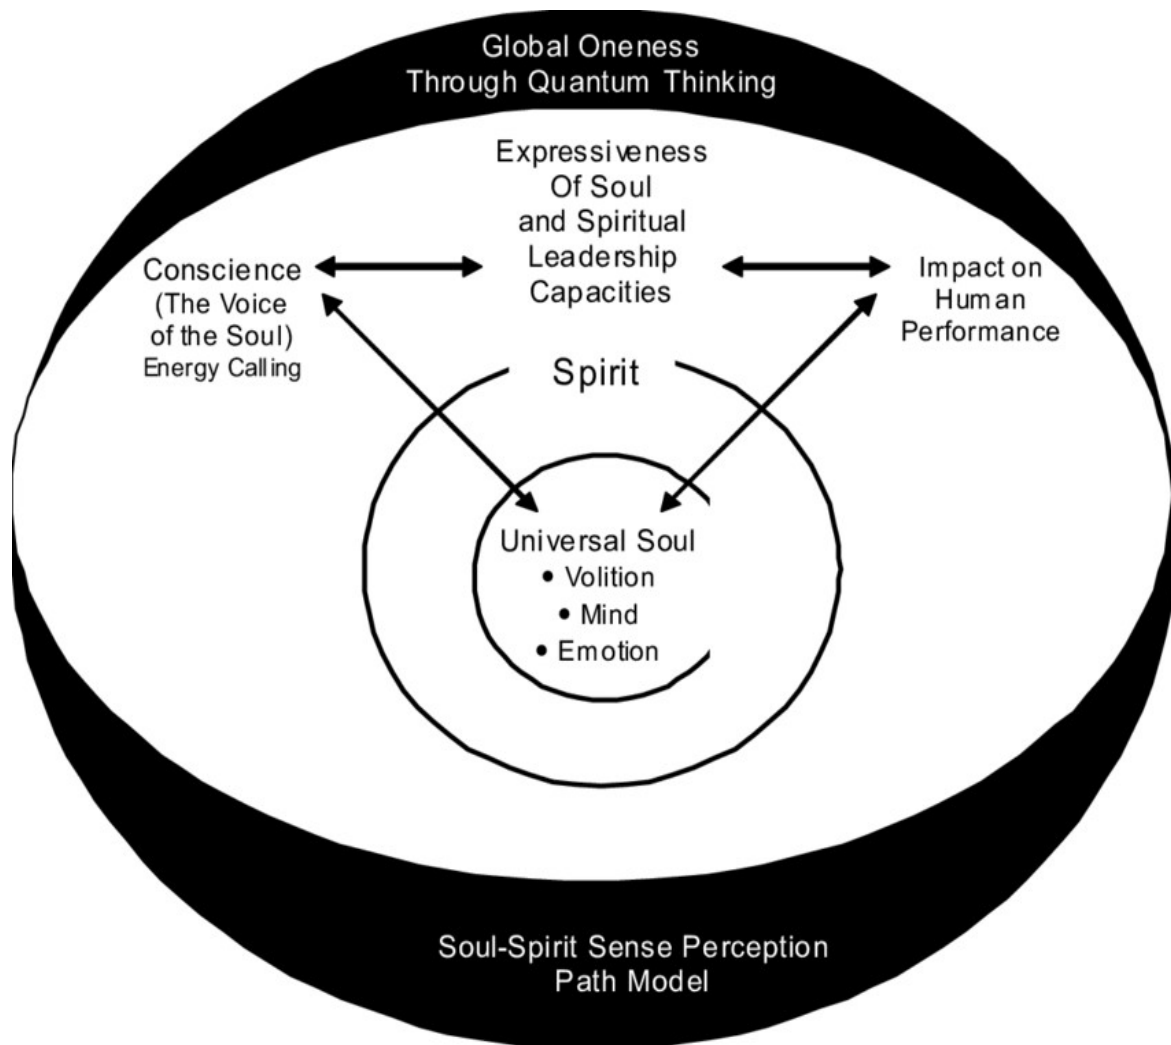 Global Oneness
Through Quantum Thinking
Expressiveness
Of Soul
and Spiritual
Leadership
Capacities
Conscience
(The Voice
of the Soul)
Energy Calling
Impact on
Human
Performance
Spirit
Universal Soul
• Volition
• Mind
• Emotion
Soul-Spirit Sense Perception
Path Model